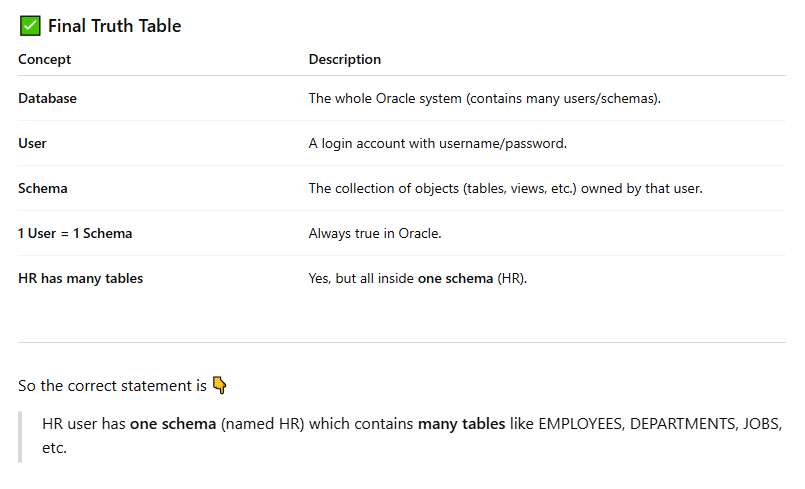 ✅ Final Truth Table
Concept Description
Database The whole Oracle system (contains many users/schemas).
User A login account with username/password.
Schema The collection of objects (tables, views, etc.) owned by that user.
1 User = 1 Schema Always true in Oracle.
HR has many tables Yes, but all inside one schema (HR).
So the correct statement is 👇
HR user has one schema (named HR) which contains many tables like EMPLOYEES, DEPARTMENTS, JOBS,
etc.